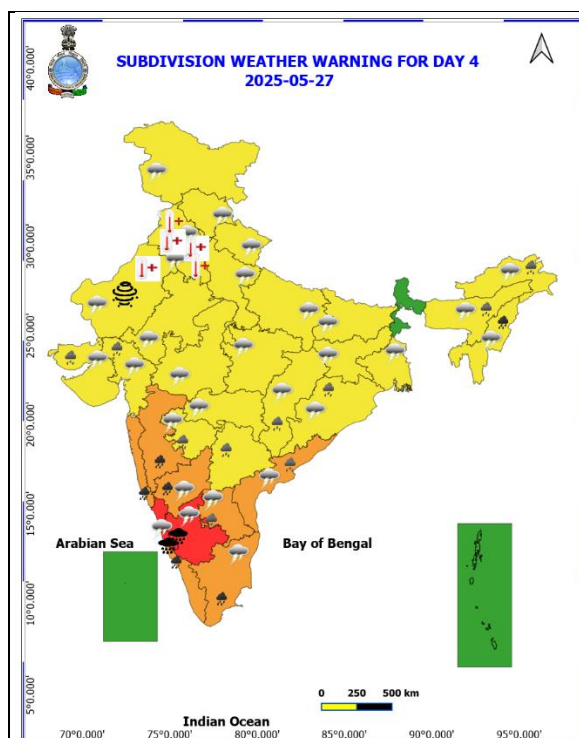 SUBDIVISION WEATHER WARNING FOR DAY 4
2025-05-27
40°0.000'
35°0.000'
30°0.000'
25°0.000'
20°0.000'
15°0.000'
10°0.000'
5°0.000'
Arabian Sea
Bay of Bengal
0 250 500 km
Indian Ocean
70°0.000' 75°0.000' 80°0.000' 85°0.000' 90°0.000' 95°0.000'